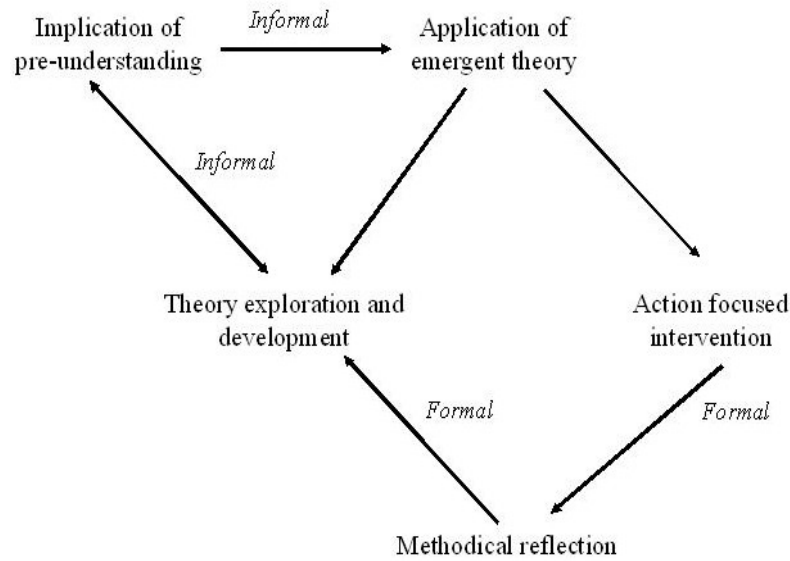 Implication of
pre-understanding
Informal
Application of
emergent theory
Informal
Theory exploration and
development
Action focused
intervention
Formal
Formal
Methodical reflection